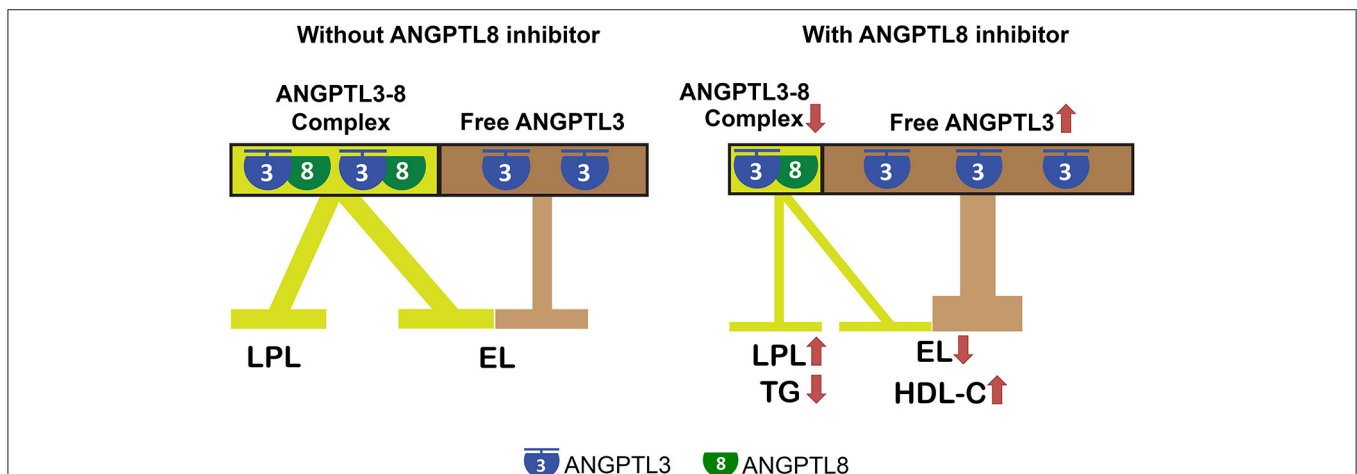 Without ANGPTL8 inhibitor
With ANGPTL8 inhibitor
ANGPTL3-8
Complex
Free ANGPTL3
3 8 3 8 3 3
LPL
EL
ANGPTL3-8
Complex
Free ANGPTL3
3 8 3 3 3
LPL
TG
EL
HDL-C
3 ANGPTL3
8 ANGPTL8